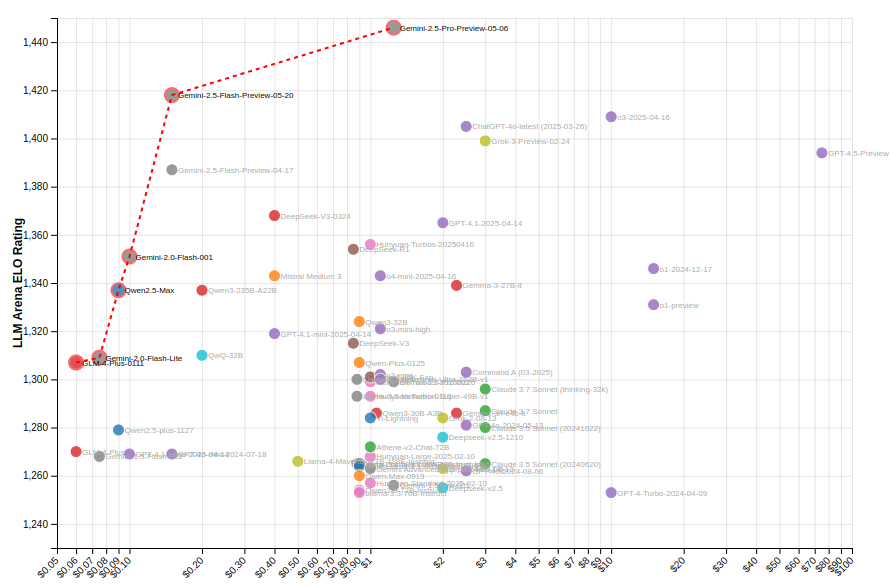 LLM Arena ELO Rating
1,440
1,420
1,400
1,380
1,360
1,340
1,320
1,300
1,280
1,260
1,240
Gemini-2.5-Pro-Preview-05-06
Gemini-2.5-Flash-Preview-05-20
o3-2025-04-16
ChatGPT-4o-latest (2025-03-26)
Grok-3-Preview-02-24
GPT-4.5-Preview
Gemini-2.5-Flash-Preview-04-17
DeepSeek-V3-0324
GPT-4.1-2025-04-14
Hunyuan-Turbos-20250416
DeepSeek-R1
Gemini-2.0-Flash-001
o1-2024-12-17
Mistral Medium 3
o4-mini-2025-04-16
Gemma-3-27B-it
Qwen2.5-Max
Qwen3-235B-A22B
o1-preview
Qwen3-32B
o3-mini-high
GPT-4.1-mini-2025-04-14
DeepSeek-V3
QwQ-32B
Gemini-2.0-Flash-Lite
GLM-4-Plus-0111
Qwen-Plus-0125
Command A (03-2025)
Claude 3.7 Sonnet (thinking-32k)
Claude 3.7 Sonnet
Qwen3-30B-A3B
Yi-Lightning
Claude 3.5 Sonnet (20241022)
Qwen2.5-plus-1127
Deepseek-v2.5-1210
Athene-v2-Chat-72B
Hunyuan-Large-2025-02-10
Claude 3.5 Sonnet (20240620)
Qwen-Max-0919
Deepseek-v2.5
GPT-4-Turbo-2024-04-09
$0.05
$0.06
$0.07
$0.08
$0.09
$0.10
$0.20
$0.30
$0.40
$0.50
$0.60
$0.70
$0.80
$0.90
$1
$2
$3
$4
$5
$6
$7
$8
$9
$10
$20
$30
$40
$50
$60
$70
$80
$90
$100